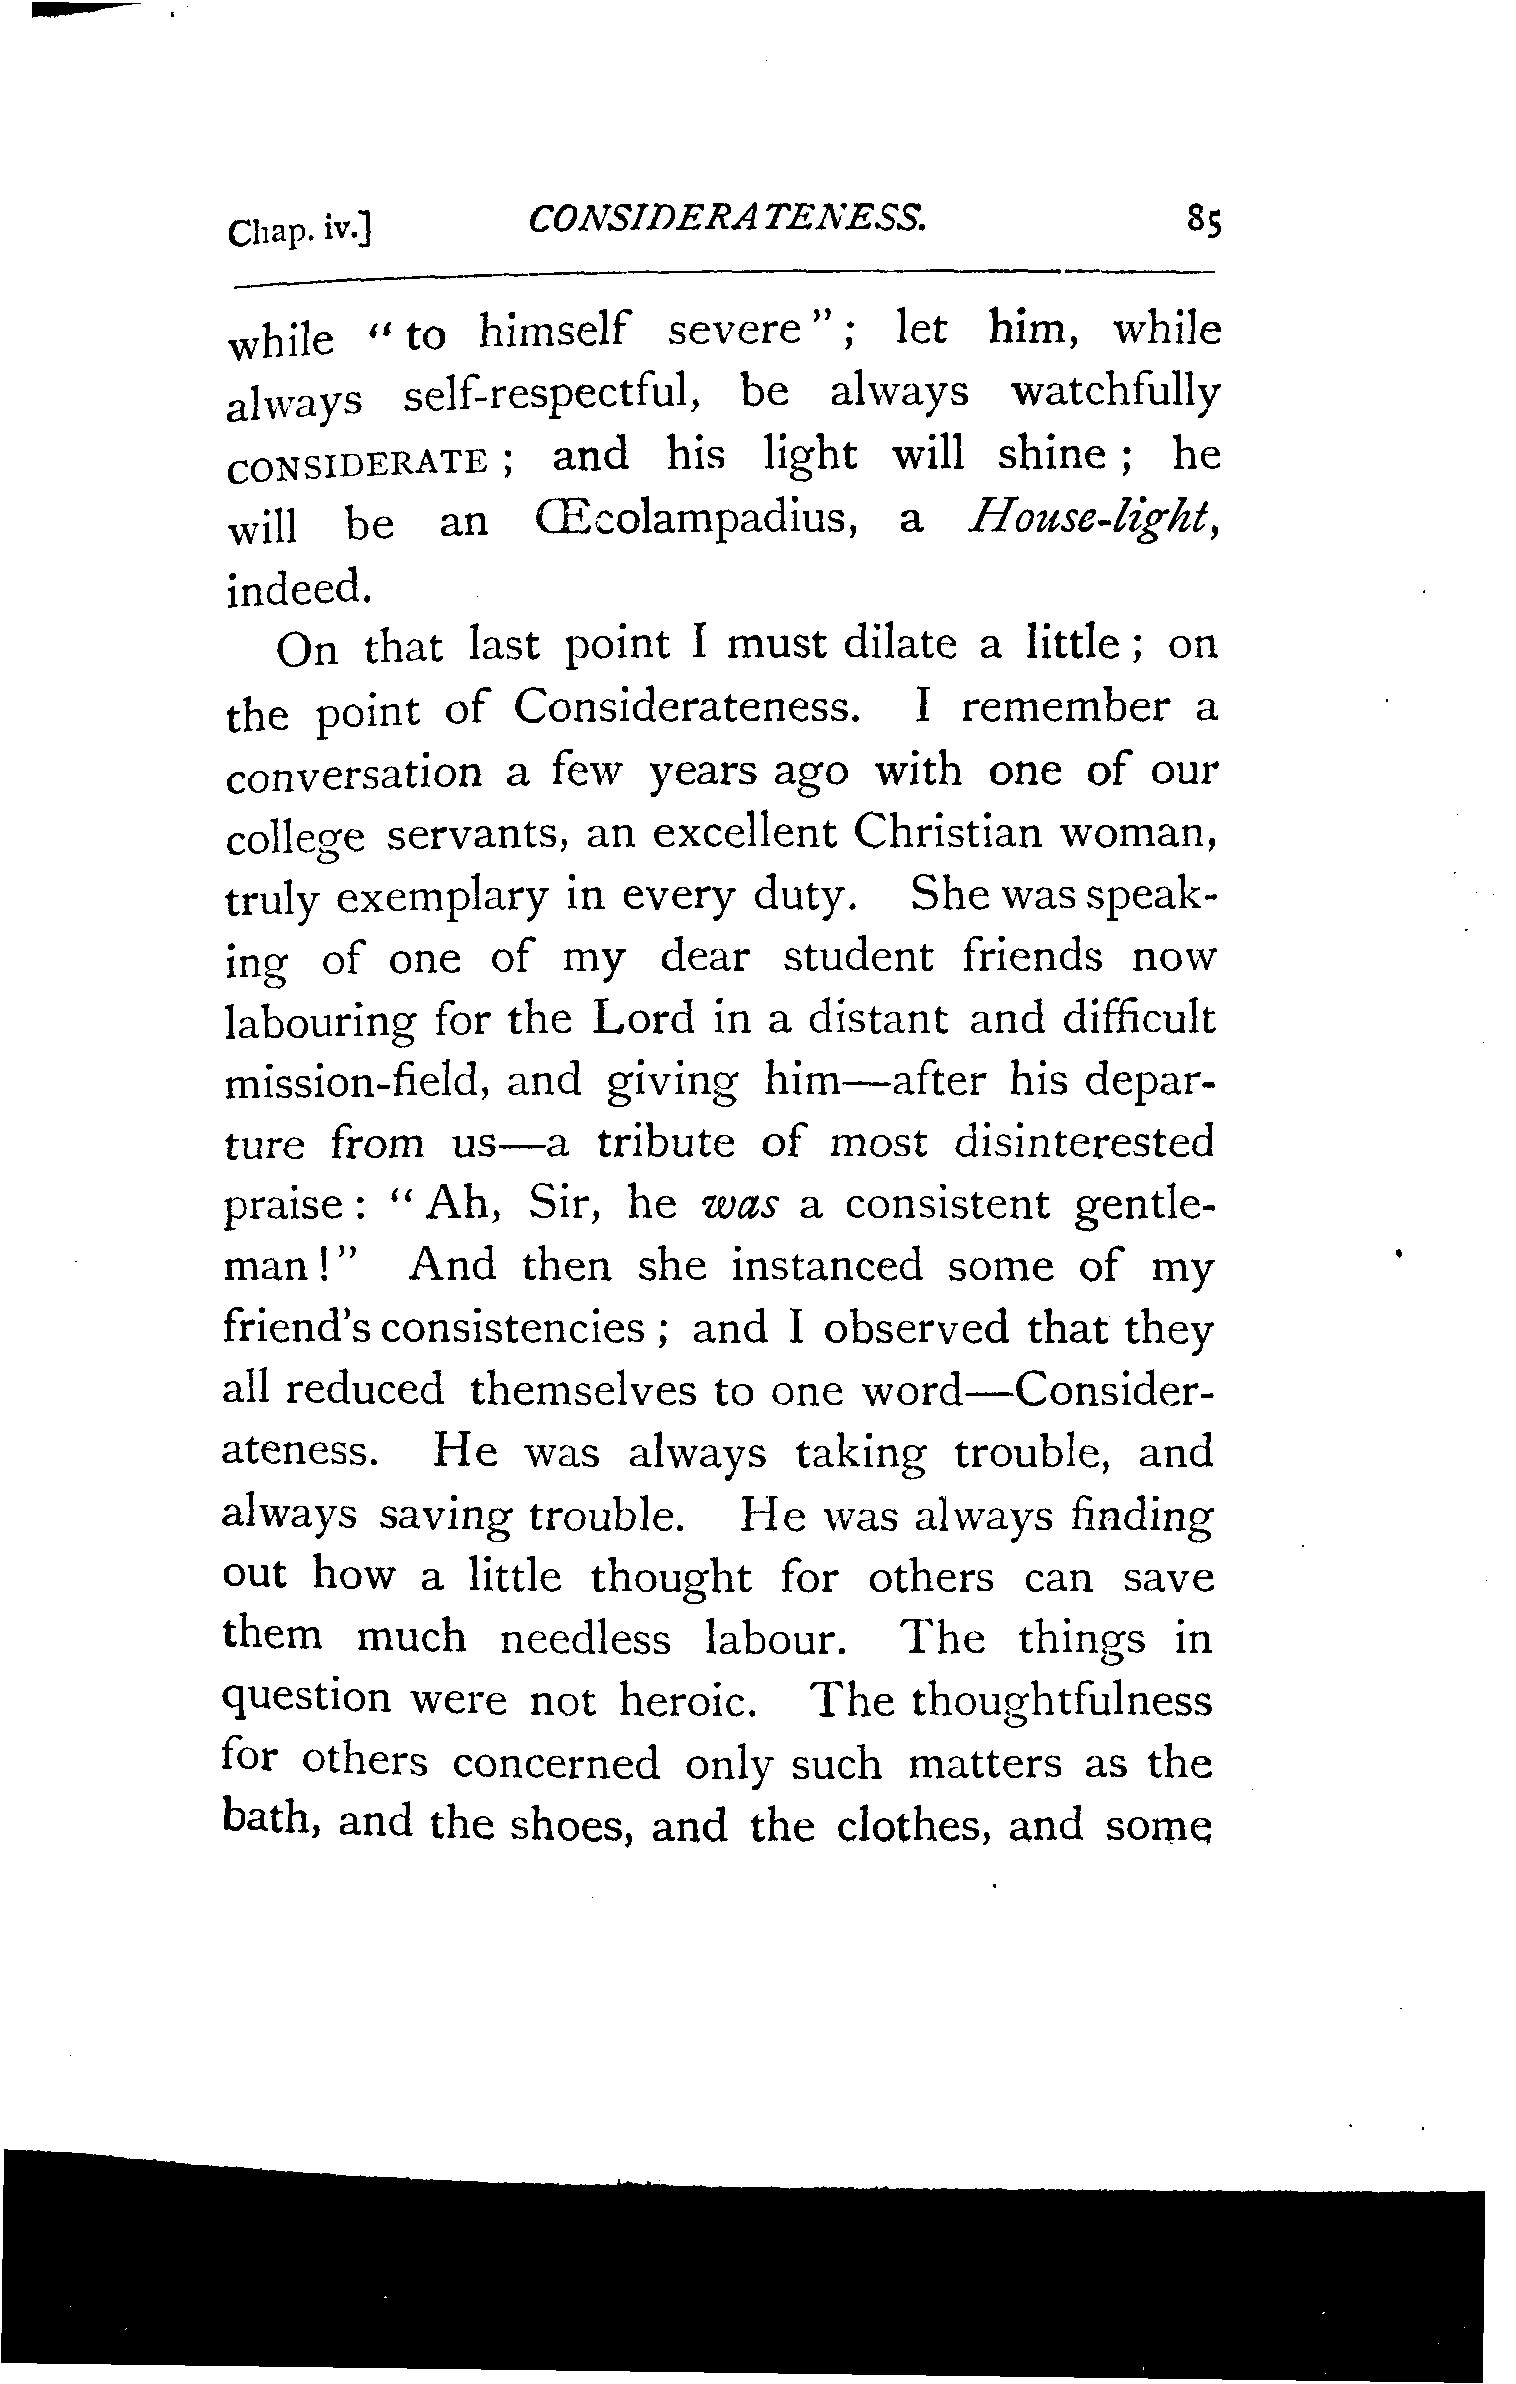 Chap. iv.] CONSIDERATENESS. 85
while " to himself severe " ; let him, while
always self-respectful, be always watchfully
CONSIDERATE ; and his light will shine ; he
will be an Œcolampadius, a House-light,
indeed.
On that last point I must dilate a little ; on
the point of Considerateness. I remember a
conversation a few years ago with one of our
college servants, an excellent Christian woman,
truly exemplary in every duty. She was speak-
ing of one of my dear student friends now
labouring for the Lord in a distant and difficult
mission-field, and giving him—after his depar-
ture from us—a tribute of most disinterested
praise : " Ah, Sir, he was a consistent gentle-
man ! " And then she instanced some of my
friend's consistencies ; and I observed that they
all reduced themselves to one word—Consider-
ateness. He was always taking trouble, and
always saving trouble. He was always finding
out how a little thought for others can save
them much needless labour. The things in
question were not heroic. The thoughtfulness
for others concerned only such matters as the
bath, and the shoes, and the clothes, and some